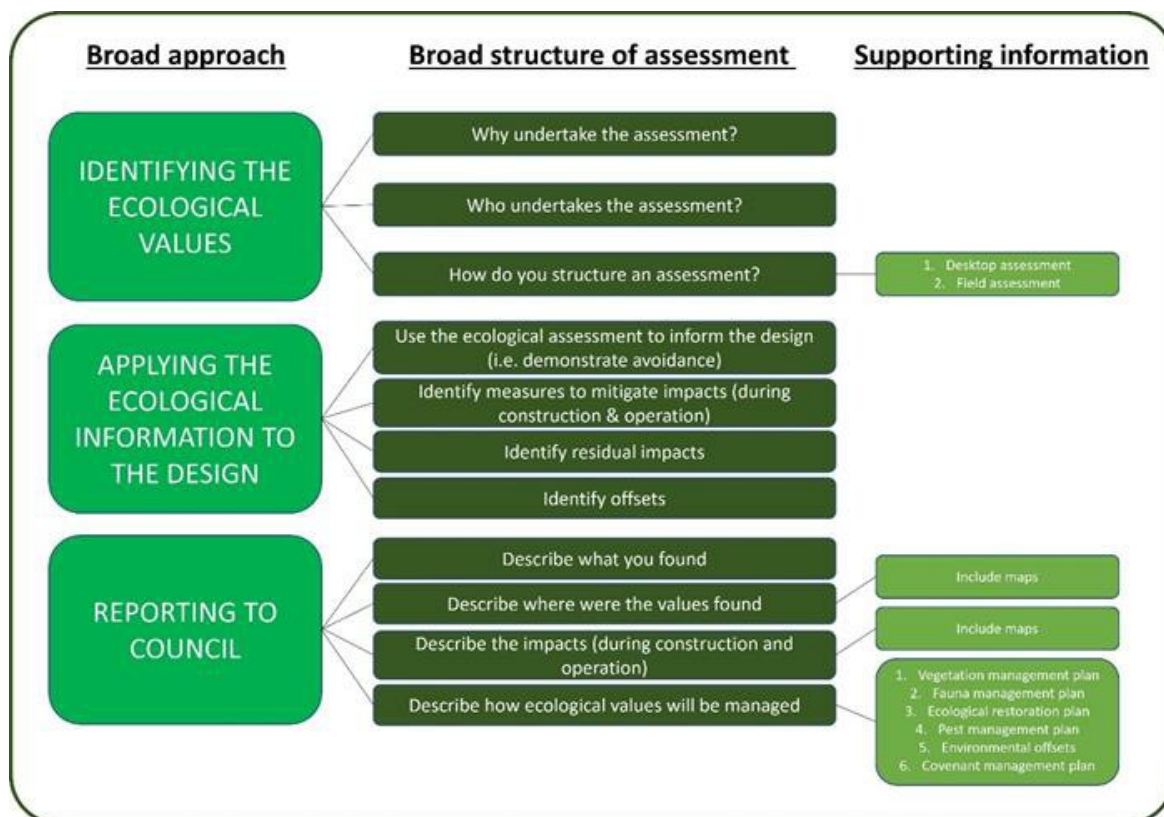 Broad approach
Broad structure of assessment
Supporting information
IDENTIFYING THE
ECOLOGICAL
VALUES
Why undertake the assessment?
Who undertakes the assessment?
How do you structure an assessment?
1. Desktop assessment
2. Field assessment
APPLYING THE
ECOLOGICAL
INFORMATION TO
THE DESIGN
Use the ecological assessment to inform the design
(i.e. demonstrate avoidance)
Identify measures to mitigate impacts (during
construction & operation)
Identify residual impacts
Identify offsets
REPORTING TO
COUNCIL
Describe what you found
Describe where were the values found
Include maps
Describe the impacts (during construction and
operation)
Include maps
Describe how ecological values will be managed
1. Vegetation management plan
2. Fauna management plan
3. Ecological restoration plan
4. Pest management plan
5. Environmental offsets
6. Covenant management plan